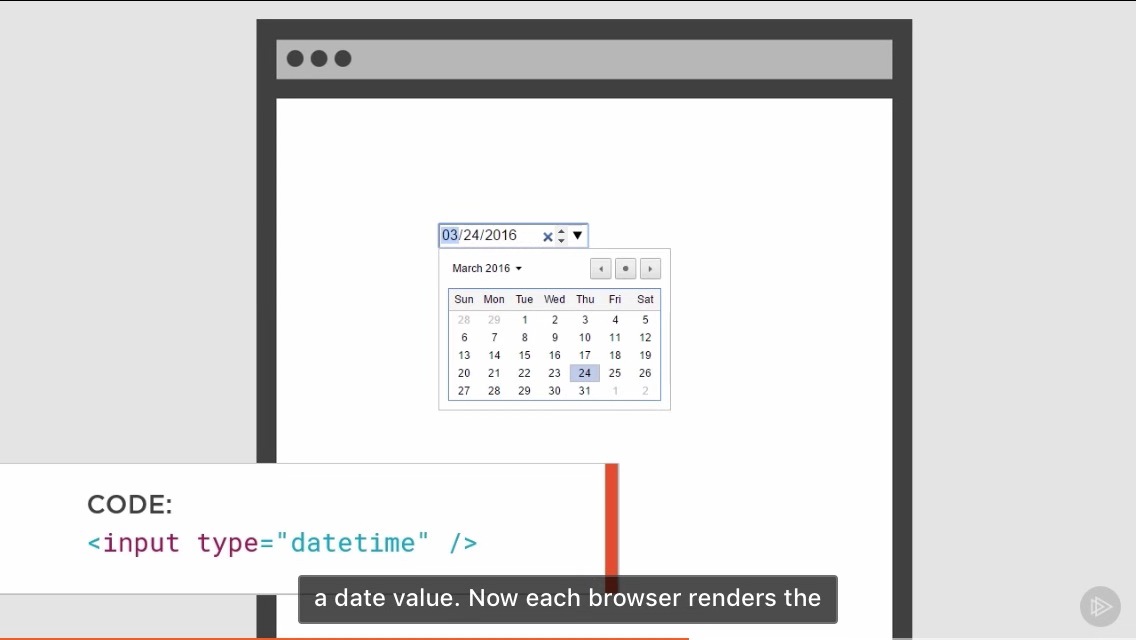 03/24/2016
March 2016
Sun Mon Tue Wed Thu Fri Sat
28 29 1 2 3 4 5
6 7 8 9 10 11 12
13 14 15 16 17 18 19
20 21 22 23 24 25 26
27 28 29 30 31 1 2
CODE:
<input type="datetime" />
a date value. Now each browser renders the